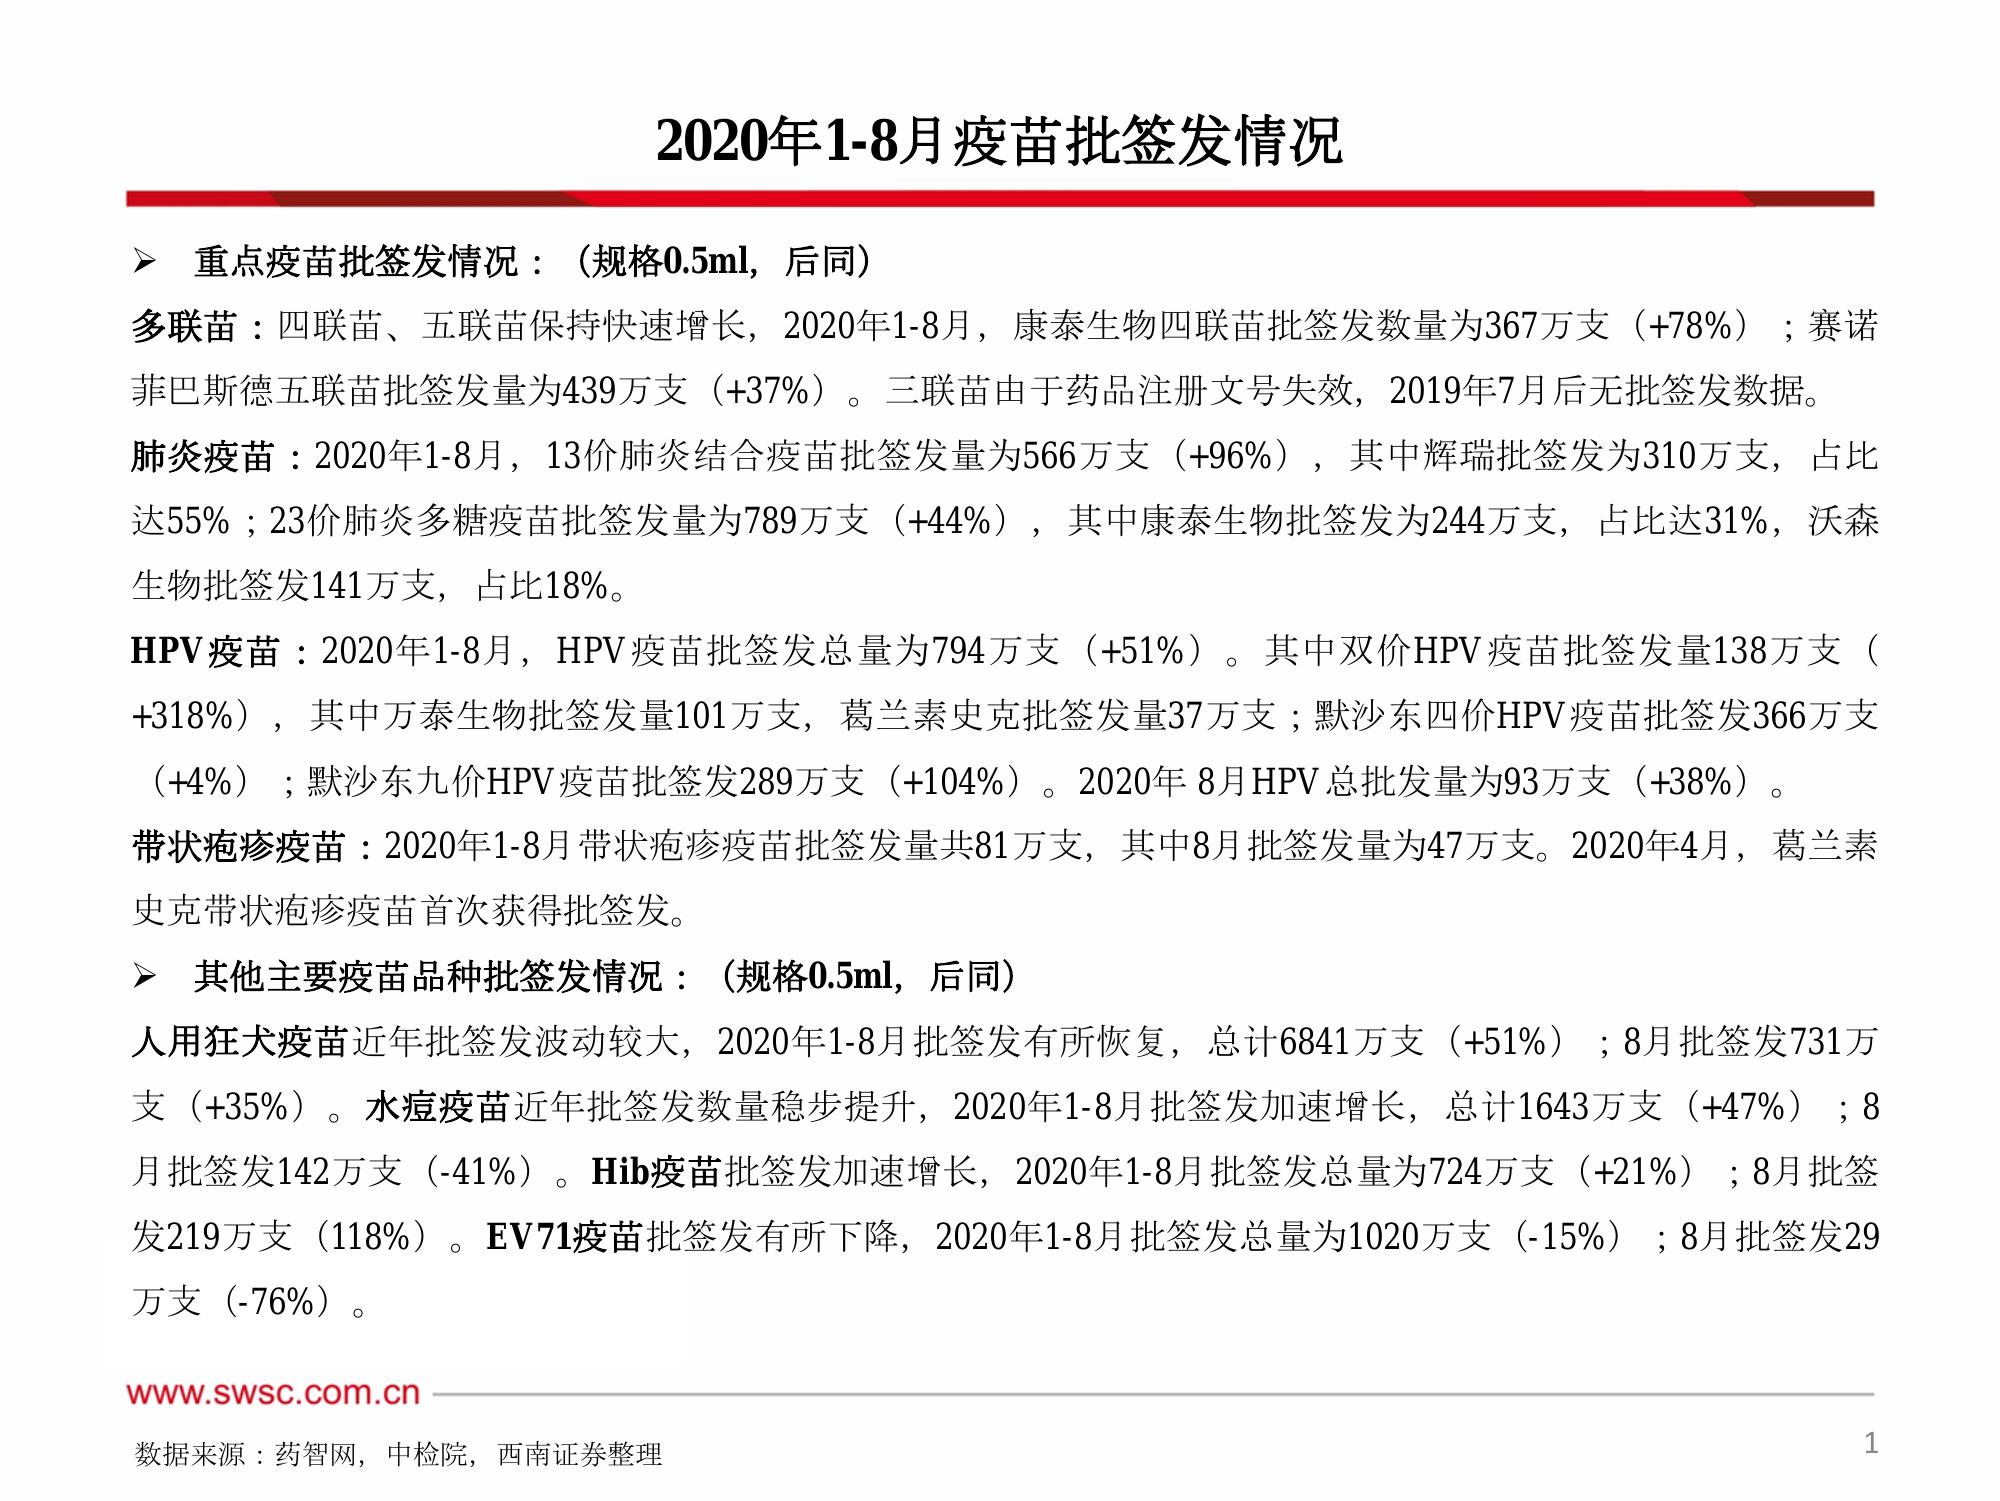 2020年1-8月疫苗批签发情况
➢ 重点疫苗批签发情况：（规格0.5ml，后同）
多联苗：四联苗、五联苗保持快速增长，2020年1-8月，康泰生物四联苗批签发数量为367万支（+78%）；赛诺
菲巴斯德五联苗批签发量为439万支（+37%）。三联苗由于药品注册文号失效，2019年7月后无批签发数据。
肺炎疫苗：2020年1-8月，13价肺炎结合疫苗批签发量为566万支（+96%），其中辉瑞批签发为310万支，占比
达55%；23价肺炎多糖疫苗批签发量为789万支（+44%），其中康泰生物批签发为244万支，占比达31%，沃森
生物批签发141万支，占比18%。
HPV疫苗：2020年1-8月，HPV疫苗批签发总量为794万支（+51%）。其中双价HPV疫苗批签发量138万支（
+318%），其中万泰生物批签发量101万支，葛兰素史克批签发量37万支；默沙东四价HPV疫苗批签发366万支
（+4%）；默沙东九价HPV疫苗批签发289万支（+104%）。2020年 8月HPV总批发量为93万支（+38%）。
带状疱疹疫苗：2020年1-8月带状疱疹疫苗批签发量共81万支，其中8月批签发量为47万支。2020年4月，葛兰素
史克带状疱疹疫苗首次获得批签发。
➢ 其他主要疫苗品种批签发情况：（规格0.5ml，后同）
人用狂犬疫苗近年批签发波动较大，2020年1-8月批签发有所恢复，总计6841万支（+51%）；8月批签发731万
支（+35%）。水痘疫苗近年批签发数量稳步提升，2020年1-8月批签发加速增长，总计1643万支（+47%）；8
月批签发142万支（-41%）。Hib疫苗批签发加速增长，2020年1-8月批签发总量为724万支（+21%）；8月批签
发219万支（118%）。EV71疫苗批签发有所下降，2020年1-8月批签发总量为1020万支（-15%）；8月批签发29
万支（-76%）。
www.swsc.com.cn
数据来源：药智网，中检院，西南证券整理
1